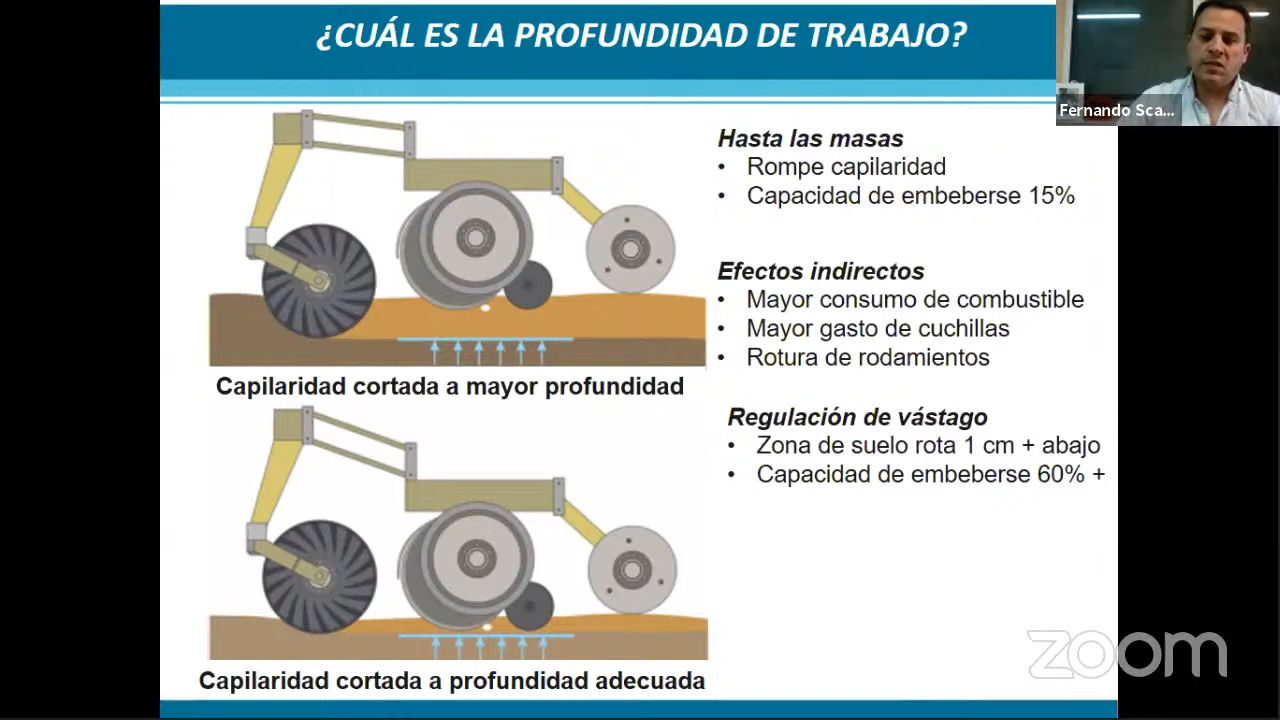 ¿CUÁL ES LA PROFUNDIDAD DE TRABAJO?
Fernando Sca...
Hasta las masas
• Rompe capilaridad
• Capacidad de embeberse 15%
Efectos indirectos
• Mayor consumo de combustible
• Mayor gasto de cuchillas
• Rotura de rodamientos
Capilaridad cortada a mayor profundidad
Regulación de vástago
• Zona de suelo rota 1 cm + abajo
• Capacidad de embeberse 60% +
Capilaridad cortada a profundidad adecuada
zoom